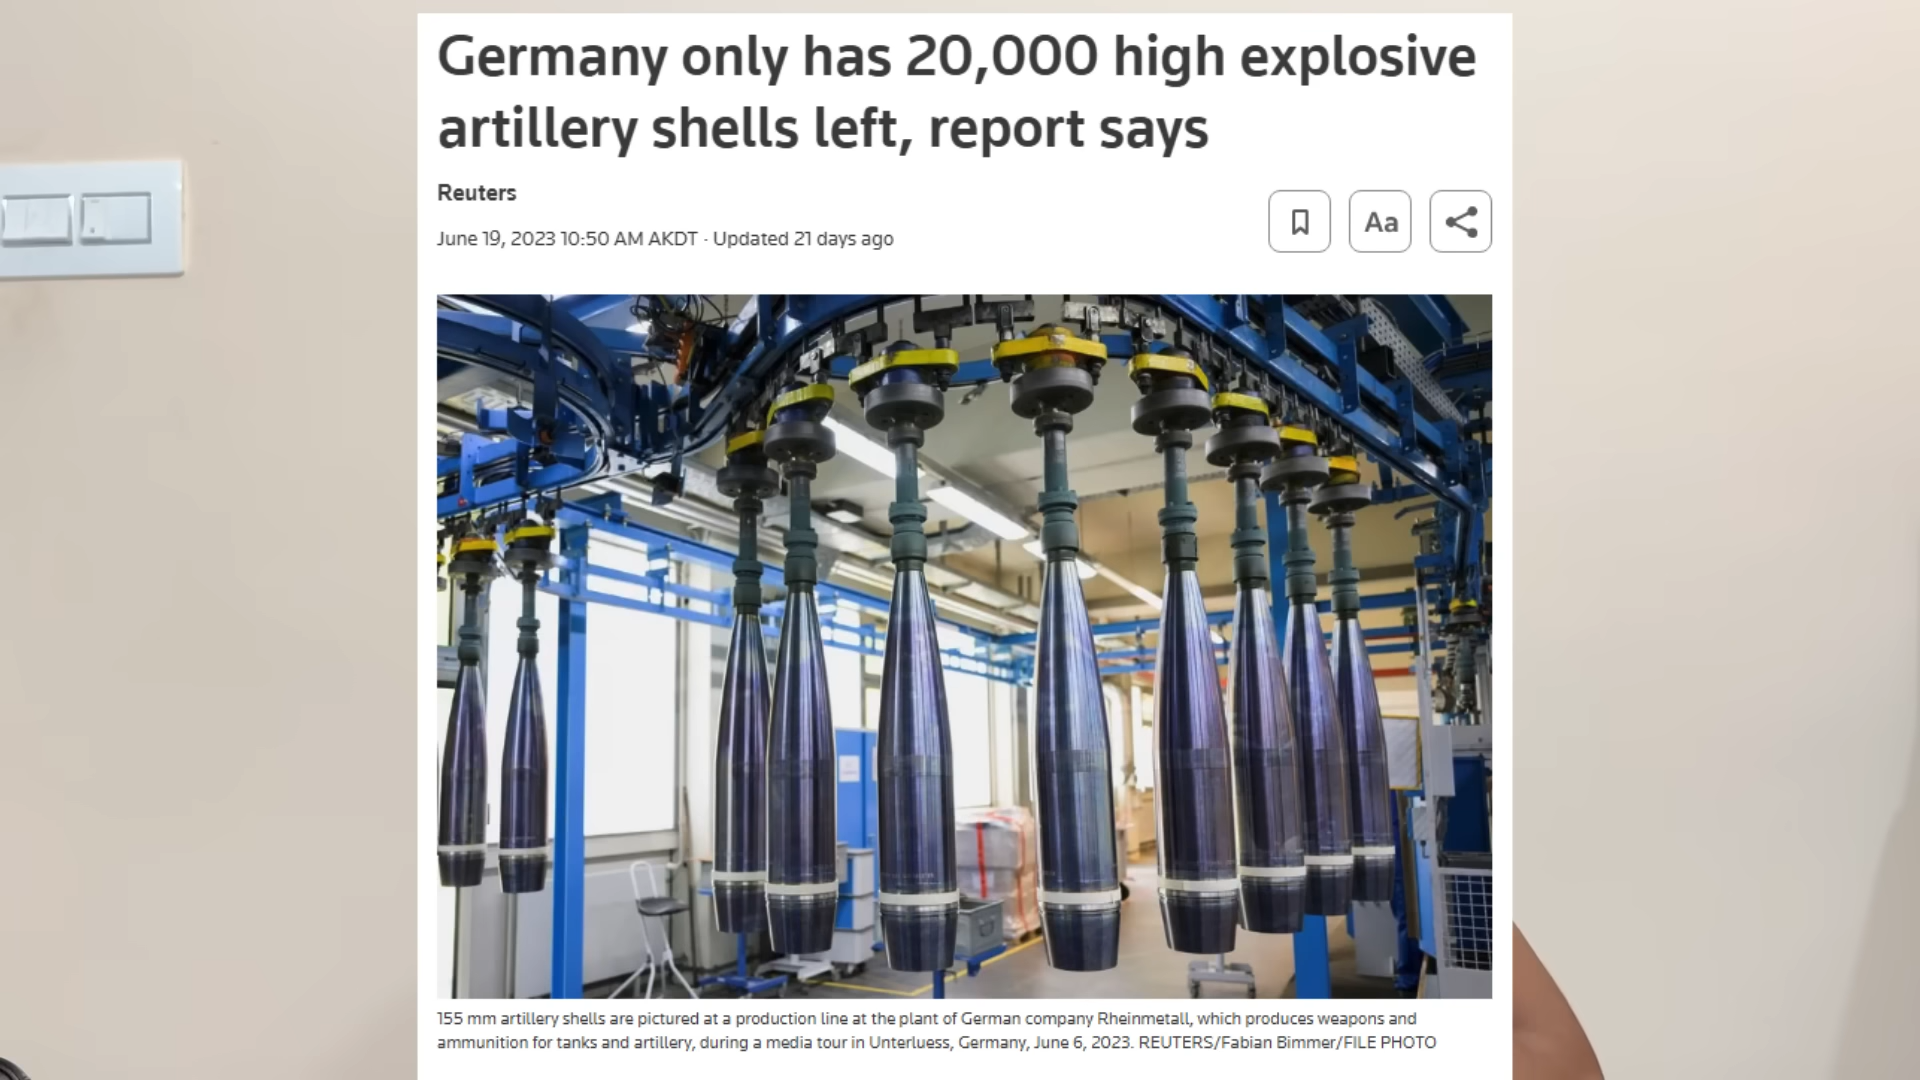 Germany only has 20,000 high explosive
artillery shells left, report says
Reuters
June 19, 2023 10:50 AM AKDT · Updated 21 days ago
Aa
155 mm artillery shells are pictured at a production line at the plant of German company Rheinmetall, which produces weapons and
ammunition for tanks and artillery, during a media tour in Unterluess, Germany, June 6, 2023. REUTERS/Fabian Bimmer/FILE PHOTO